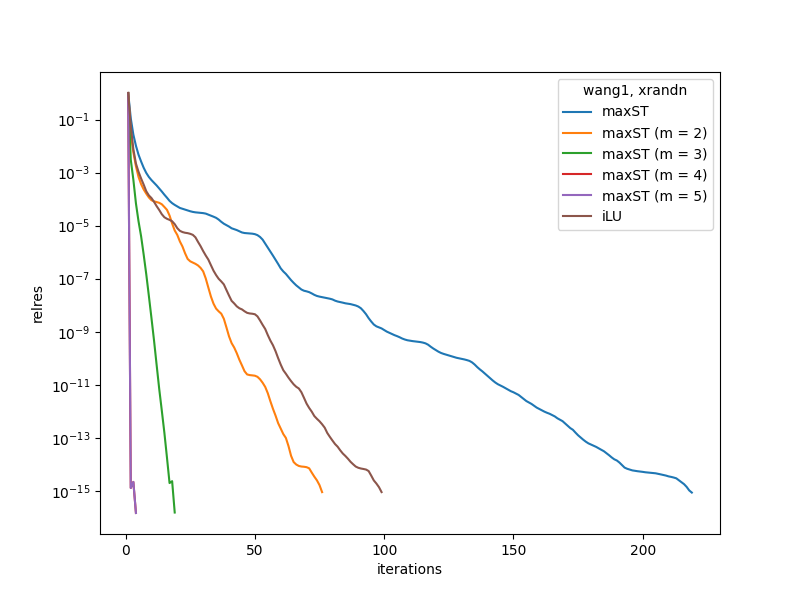 wang1, xrandn
maxST
maxST (m = 2)
maxST (m = 3)
maxST (m = 4)
maxST (m = 5)
iLU
relres
10⁻¹
10⁻³
10⁻⁵
10⁻⁷
10⁻⁹
10⁻¹¹
10⁻¹³
10⁻¹⁵
0 50 100 150 200
iterations